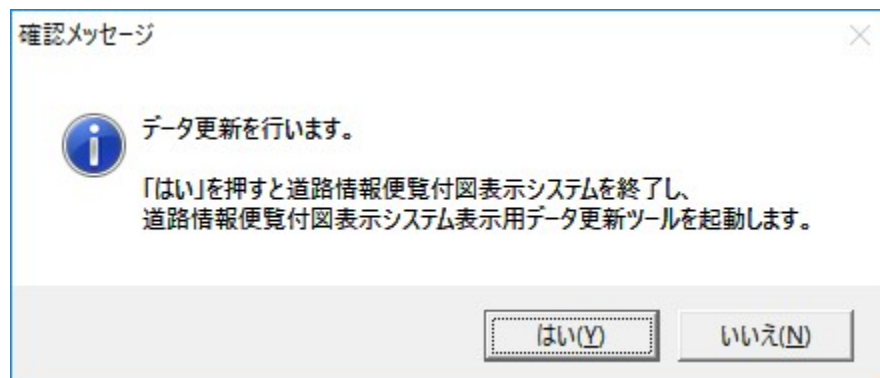 確認メッセージ
データ更新を行います。
「はい」を押すと道路情報便覧付図表示システムを終了し、
道路情報便覧付図表示システム表示用データ更新ツールを起動します。
はい(Y)
いいえ(N)